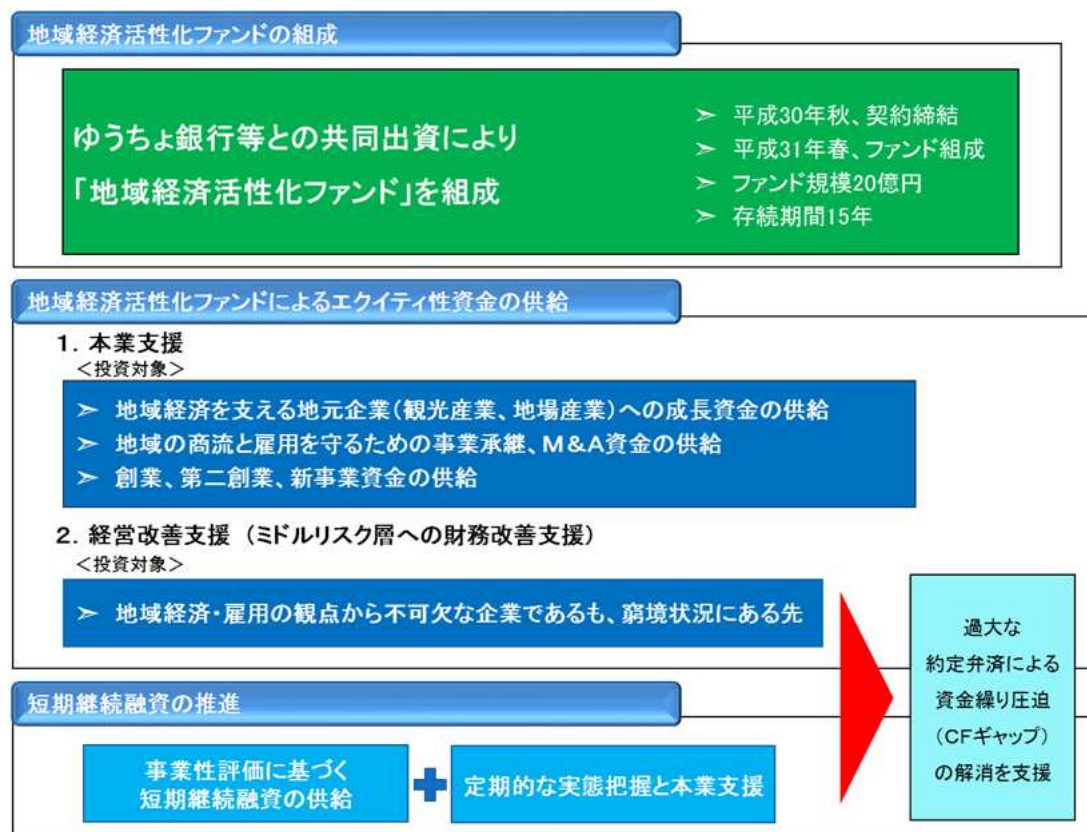 地域経済活性化ファンドの組成
ゆうちょ銀行等との共同出資により
「地域経済活性化ファンド」を組成
➢ 平成30年秋、契約締結
➢ 平成31年春、ファンド組成
➢ ファンド規模20億円
➢ 存続期間15年
地域経済活性化ファンドによるエクイティ性資金の供給
1．本業支援
＜投資対象＞
➢ 地域経済を支える地元企業(観光産業、地場産業)への成長資金の供給
➢ 地域の商流と雇用を守るための事業承継、M&A資金の供給
➢ 創業、第二創業、新事業資金の供給
2．経営改善支援 (ミドルリスク層への財務改善支援)
＜投資対象＞
➢ 地域経済・雇用の観点から不可欠な企業であるも、窮境状況にある先
過大な
約定弁済による
資金繰り圧迫
(CFギャップ)
の解消を支援
短期継続融資の推進
事業性評価に基づく
短期継続融資の供給
定期的な実態把握と本業支援